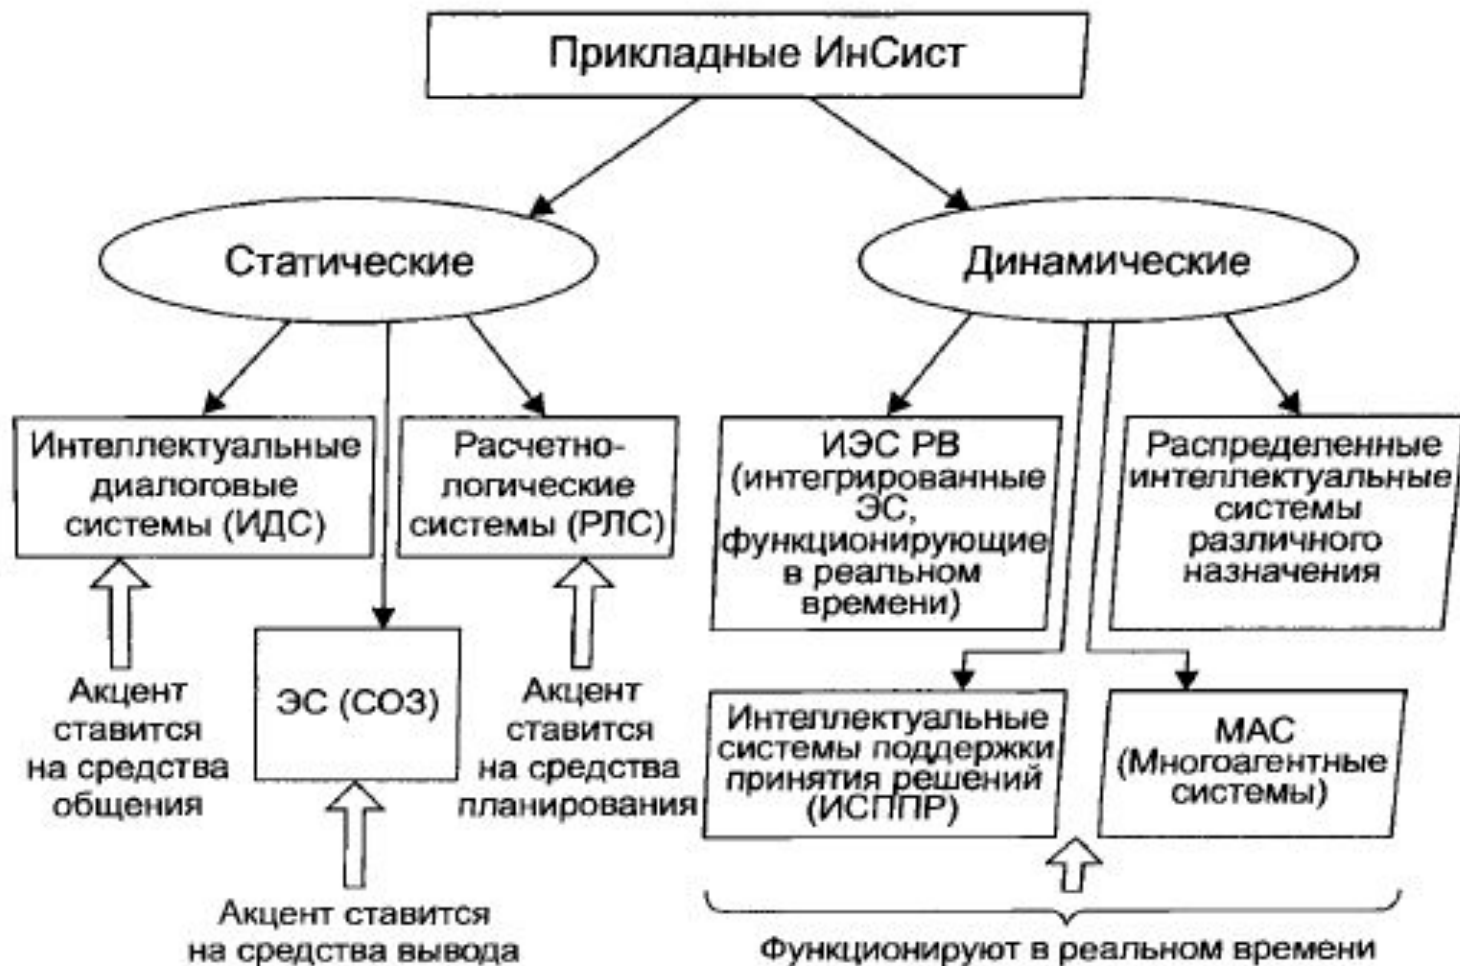 Прикладные ИнСист
Статические
Динамические
Интеллектуальные
диалоговые
системы (ИДС)
Расчетно-
логические
системы (РЛС)
ИЭС РВ
(интегрированные
ЭС,
функционирующие
в реальном
времени)
Распределенные
интеллектуальные
системы
различного
назначения
Акцент
ставится
на средства
общения
ЭС (СОЗ)
Акцент
ставится
на средства
планирования
Интеллектуальные
системы поддержки
принятия решений
(ИСППР)
МАС
(Многоагентные
системы)
Акцент ставится
на средства вывода
Функционируют в реальном времени